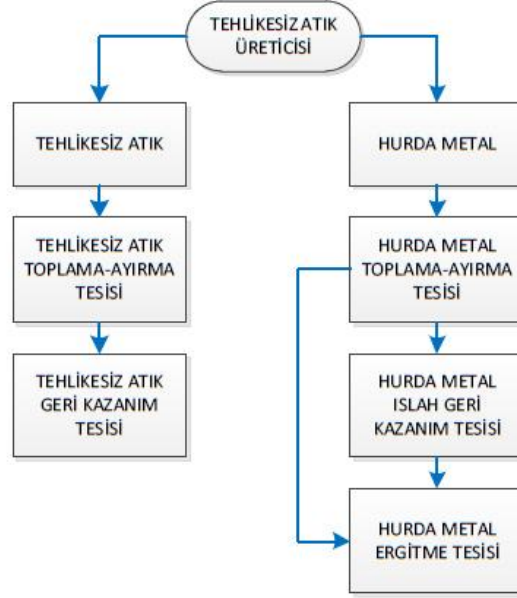 TEHLİKESİZ ATIK
ÜRETİCİSİ
TEHLİKESİZ ATIK
TEHLİKESİZ ATIK
TOPLAMA-AYIRMA
TESİSİ
TEHLİKESİZ ATIK
GERİ KAZANIM
TESİSİ
HURDA METAL
HURDA METAL
TOPLAMA-AYIRMA
TESİSİ
HURDA METAL
ISLAH GERİ
KAZANIM TESİSİ
HURDA METAL
ERGİTME TESİSİ